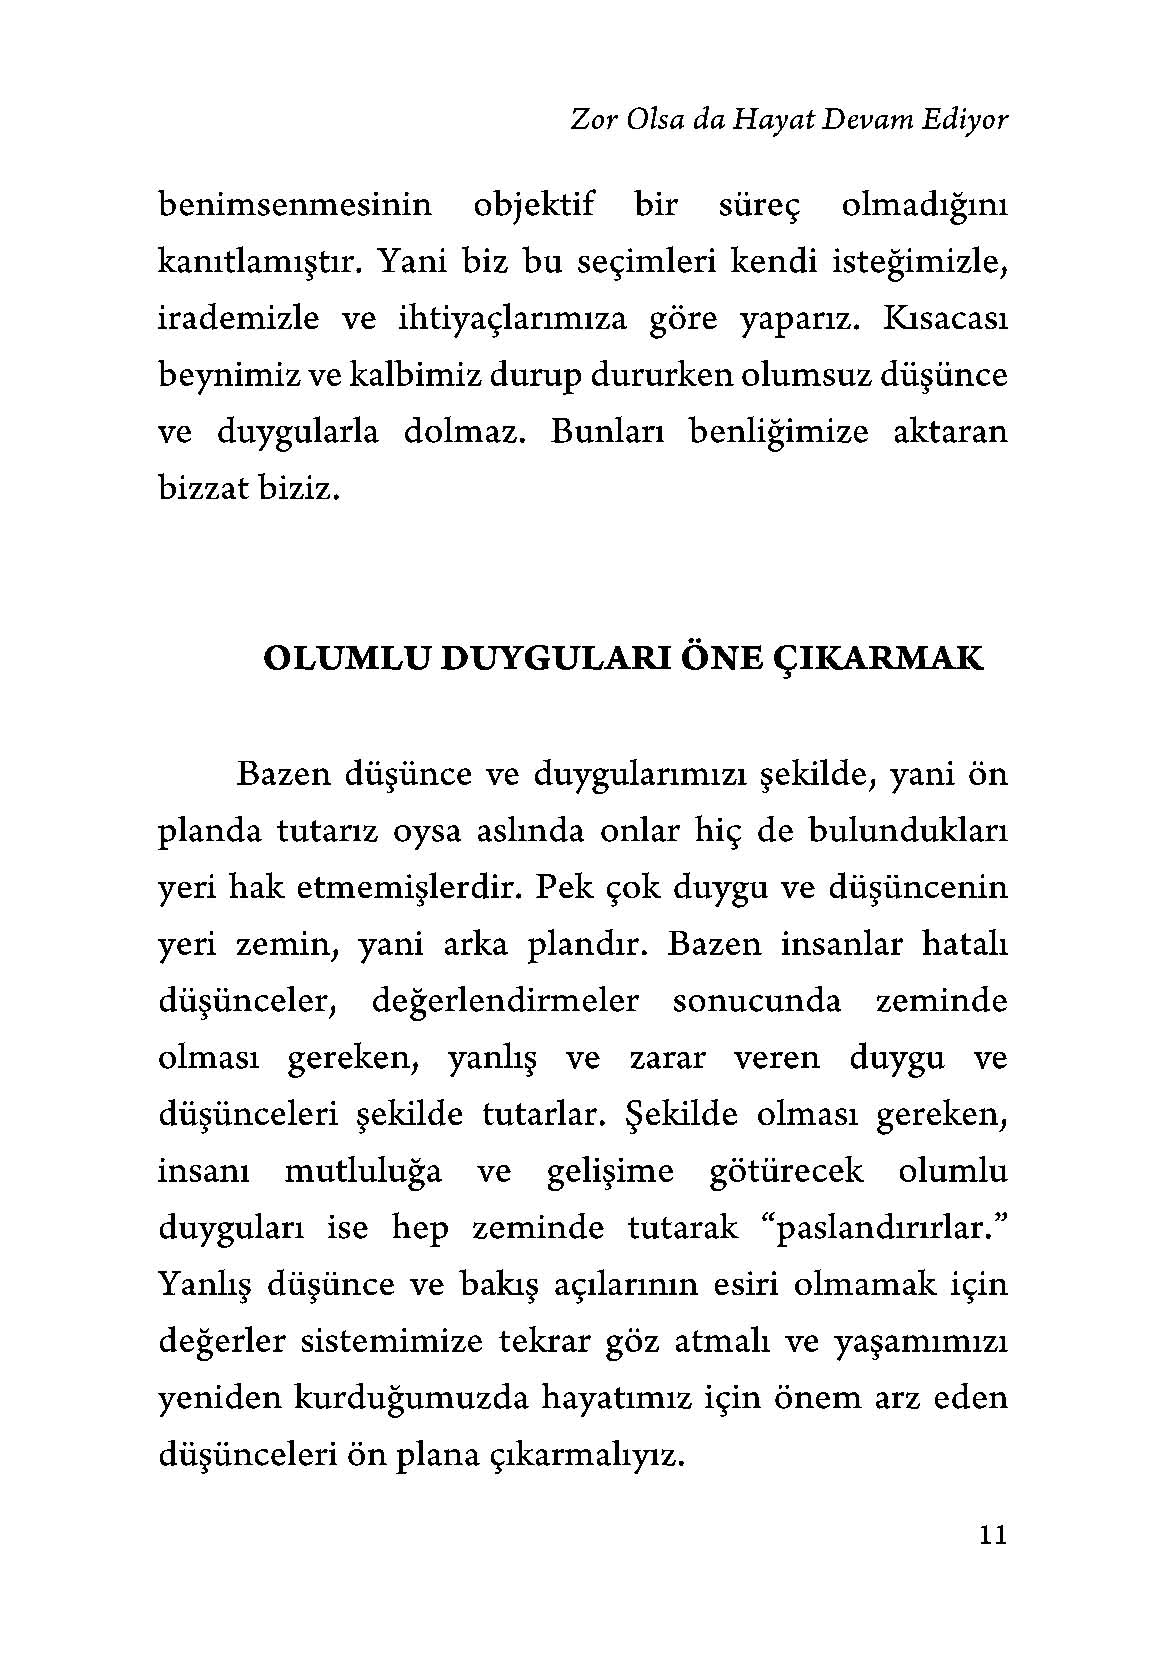 Zor Olsa da Hayat Devam Ediyor
benimsenmesinin objektif bir süreç olmadığını
kanıtlamıştır. Yani biz bu seçimleri kendi isteğimizle,
irademizle ve ihtiyaçlarımıza göre yaparız. Kısacası
beynimiz ve kalbimiz durup dururken olumsuz düşünce
ve duygularla dolmaz. Bunları benliğimize aktaran
bizzat biziz.
OLUMLU DUYGULARI ÖNE ÇIKARMAK
Bazen düşünce ve duygularımızı şekilde, yani ön
planda tutarız oysa aslında onlar hiç de bulundukları
yeri hak etmemişlerdir. Pek çok duygu ve düşüncenin
yeri zemin, yani arka plandır. Bazen insanlar hatalı
düşünceler, değerlendirmeler sonucunda zeminde
olması gereken, yanlış ve zarar veren duygu ve
düşünceleri şekilde tutarlar. Şekilde olması gereken,
insanı mutluluğa ve gelişime götürecek olumlu
duyguları ise hep zeminde tutarak “paslandırırlar.”
Yanlış düşünce ve bakış açılarının esiri olmamak için
değerler sistemimize tekrar göz atmalı ve yaşamımızı
yeniden kurduğumuzda hayatımız için önem arz eden
düşünceleri ön plana çıkarmalıyız.
11